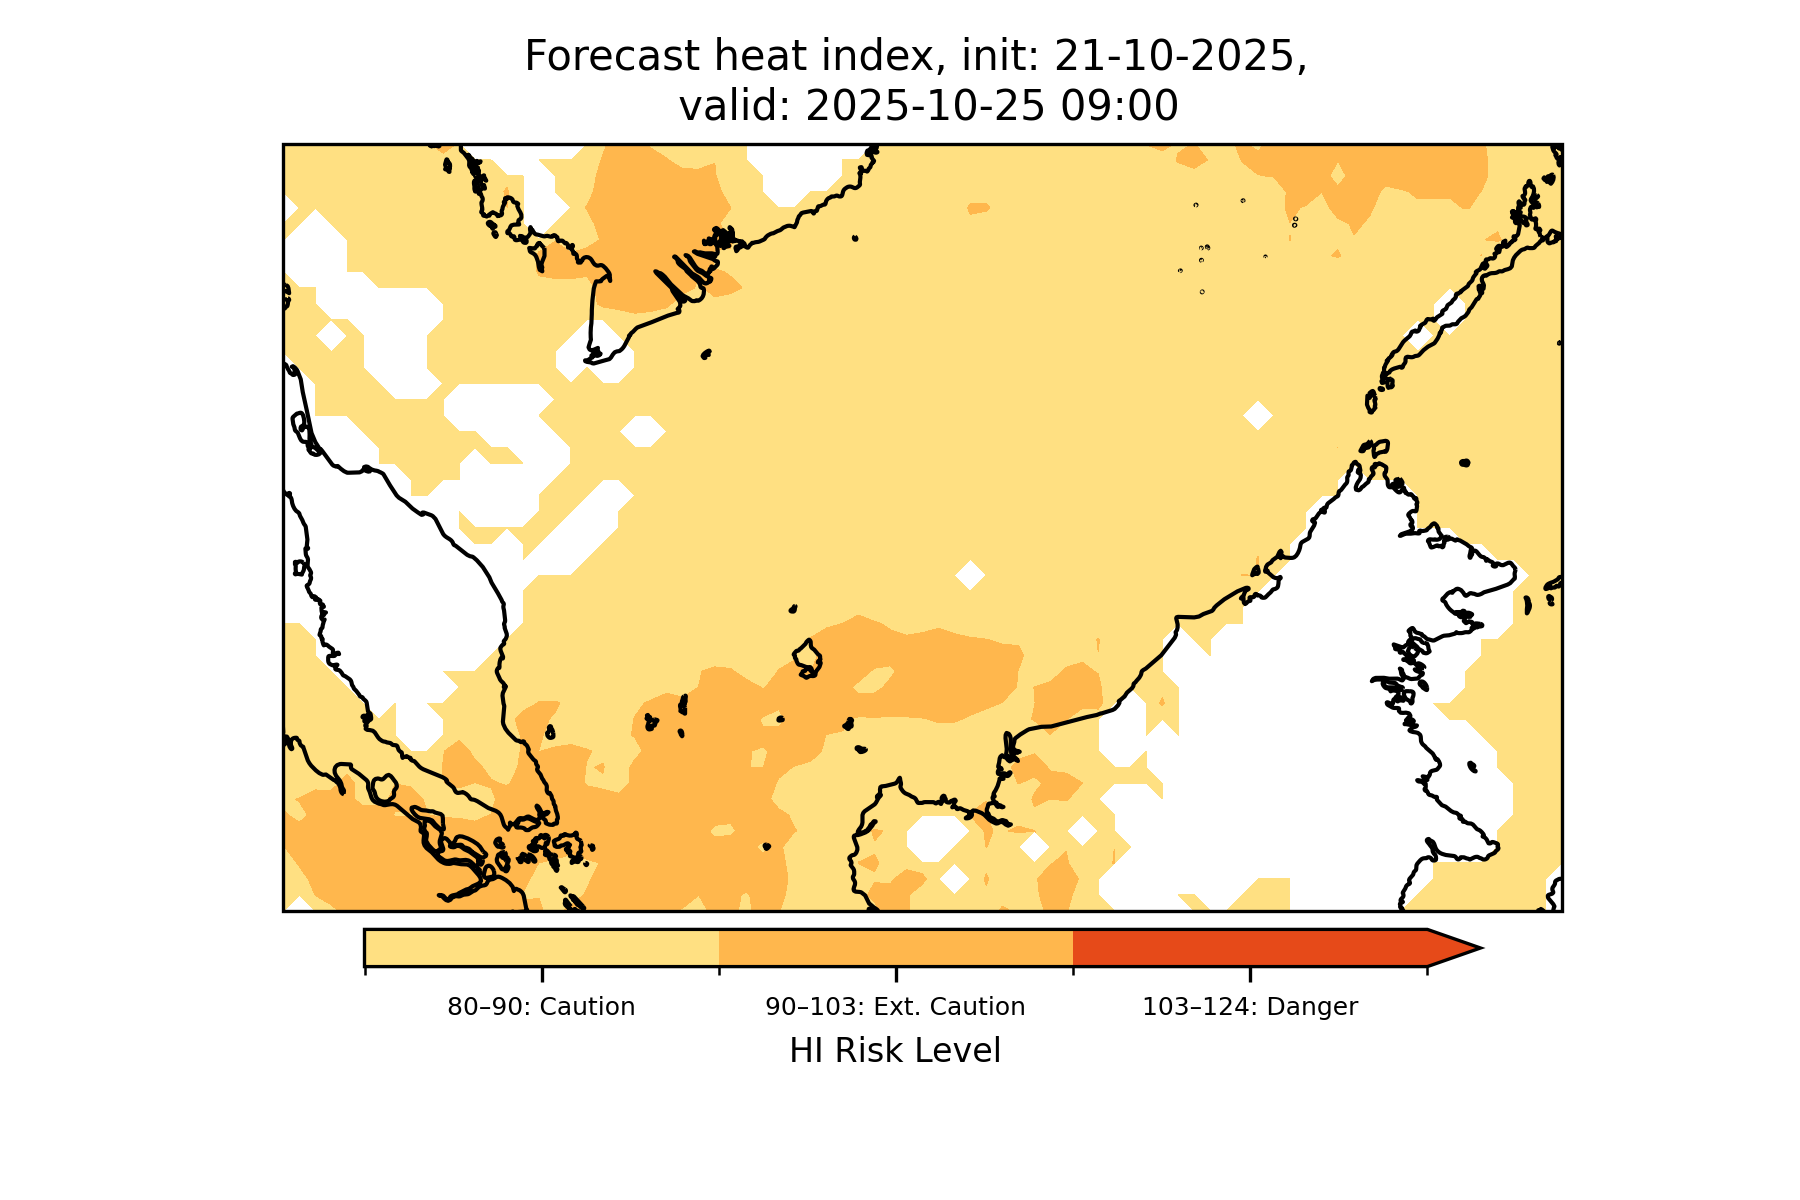 Forecast heat index, init: 21-10-2025,
valid: 2025-10-25 09:00
80–90: Caution
90–103: Ext. Caution
103–124: Danger
HI Risk Level